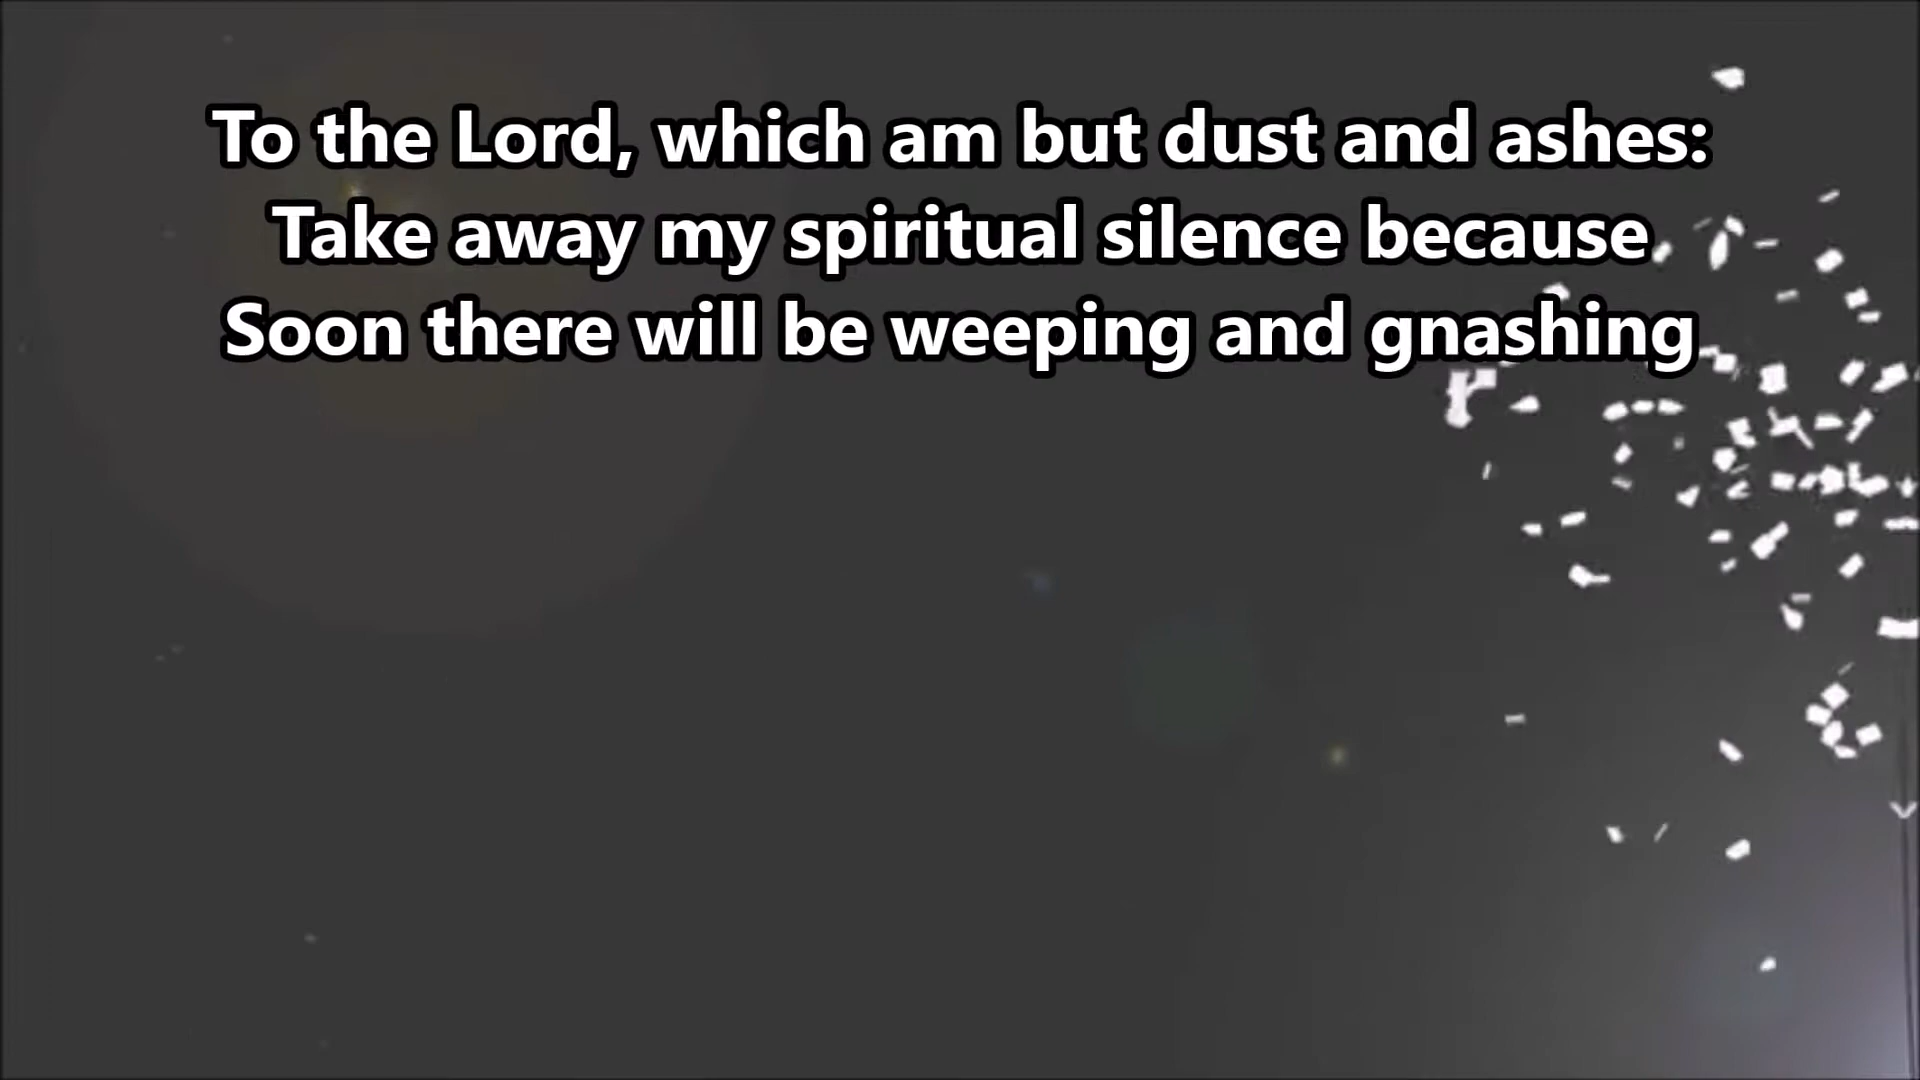 To the Lord, which am but dust and ashes:
Take away my spiritual silence because
Soon there will be weeping and gnashing